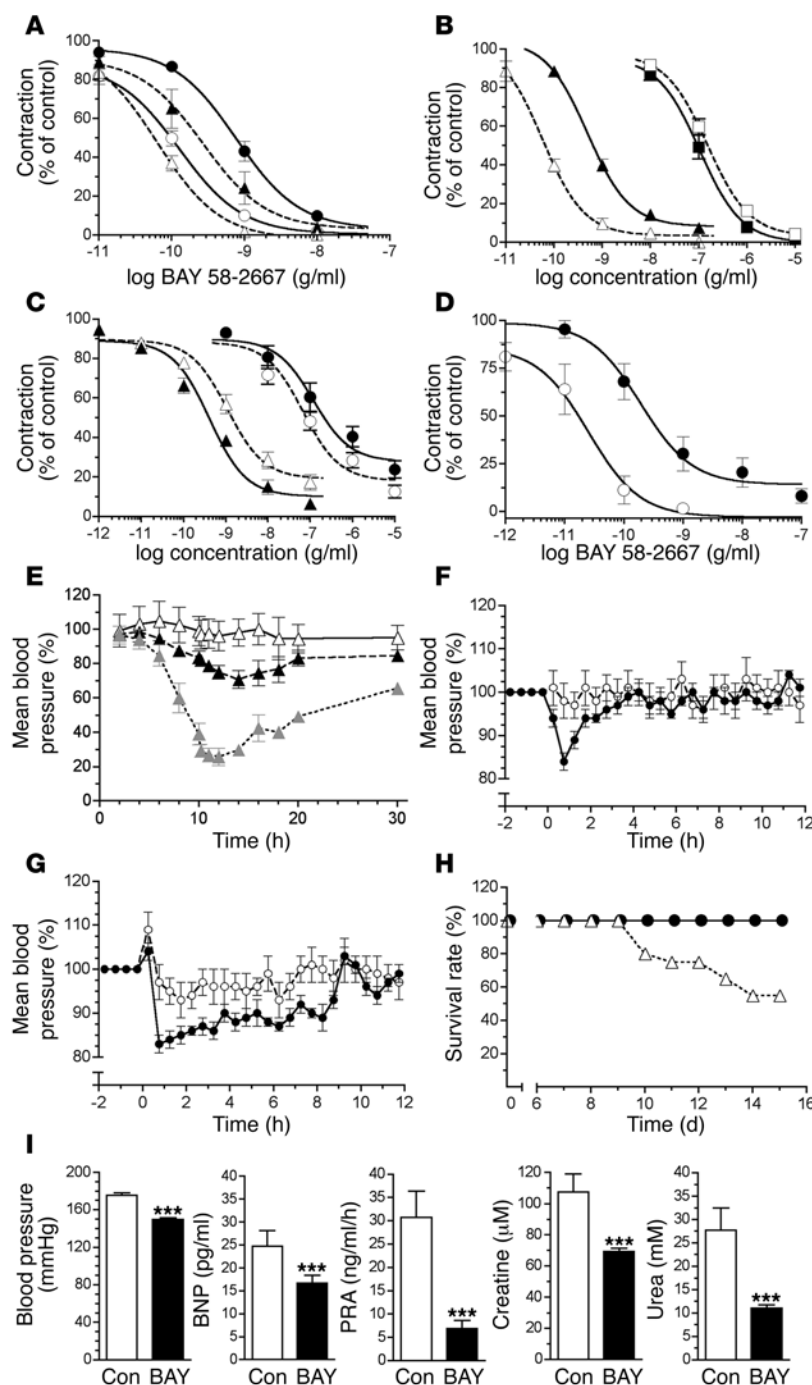 A
Contraction
(% of control)
100
80
60
40
20
0
-11 -10 -9 -8 -7
log BAY 58-2667 (g/ml)
B
Contraction
(% of control)
100
80
60
40
20
0
-11 -10 -9 -8 -7 -6 -5
log concentration (g/ml)
C
Contraction
(% of control)
100
80
60
40
20
0
-12 -11 -10 -9 -8 -7 -6 -5
log concentration (g/ml)
D
Contraction
(% of control)
100
75
50
25
0
-12 -11 -10 -9 -8 -7
log BAY 58-2667 (g/ml)
E
Mean blood
pressure (%)
120
100
80
60
40
20
0
0 10 20 30
Time (h)
F
Mean blood
pressure (%)
120
110
100
90
80
-2 0 2 4 6 8 10 12
Time (h)
G
Mean blood
pressure (%)
120
110
100
90
80
-2 0 2 4 6 8 10 12
Time (h)
H
Survival rate (%)
120
100
80
60
40
20
0 6 8 10 12 14 16
Time (d)
I
Blood pressure
(mmHg)
200
160
120
80
40
0
***
Con BAY
BNP (pg/ml)
40
35
30
25
20
15
10
5
0
***
Con BAY
PRA (ng/ml/h)
40
35
30
25
20
15
10
5
0
***
Con BAY
Creatine (μM)
120
100
80
60
40
20
0
***
Con BAY
Urea (mM)
40
35
30
25
20
15
10
5
0
***
Con BAY